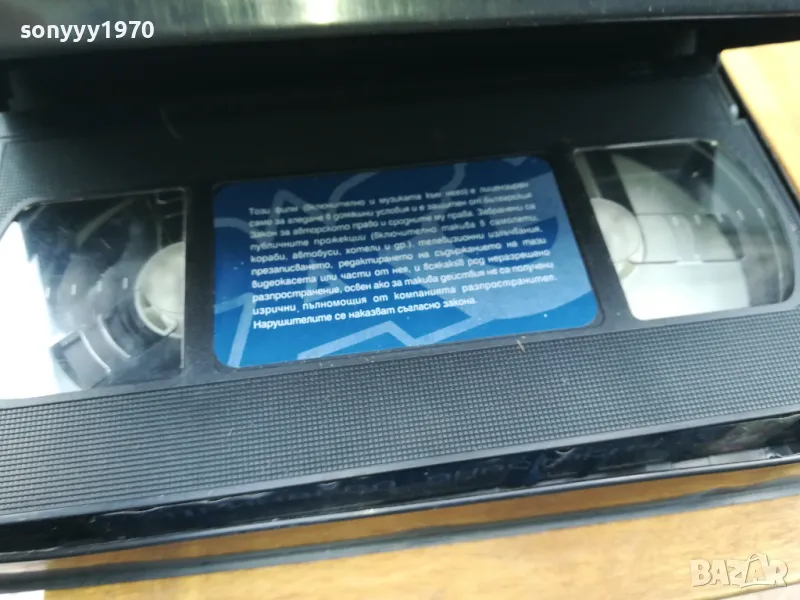 sonyyy1970
Този филм (включително и музиката към него) е лицензиран
само за гледане в домашни условия и е защитен от българския
Закон за авторското право и сродните му права. Забранени са
публичните прожекции (включително такива в самолети,
кораби, автобуси, хотели и др.), телевизионни излъчвания,
презаписването, редактирането на съдържанието на тази
видеокасета или части от нея, и всякакъв род неразрешено
разпространение, освен ако за такива действия не са получени
изрични пълномощия от компанията разпространител.
Нарушителите се наказват съгласно закона.
BAZAR